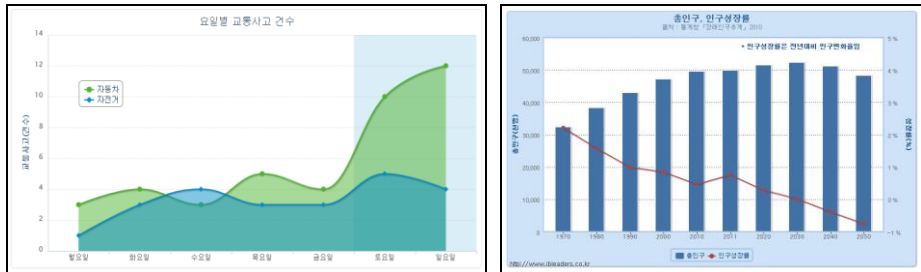 요일별 교통사고 건수
14
12
10
8
6
4
2
0
교통사고(건수)
자동차
자전거
월요일 화요일 수요일 목요일 금요일 토요일 일요일
총인구, 인구성장률
출처 : 통계청 「장래인구추계」 2010
* 인구성장률은 전년대비 인구변화율임
60,000
50,000
40,000
30,000
20,000
10,000
0
총인구(천명)
5 %
4 %
3 %
2 %
1 %
0 %
-1 %
성장률(%)
1970 1980 1990 2000 2010 2011 2020 2030 2040 2050
총인구 인구성장률
http://www.ibleaders.co.kr